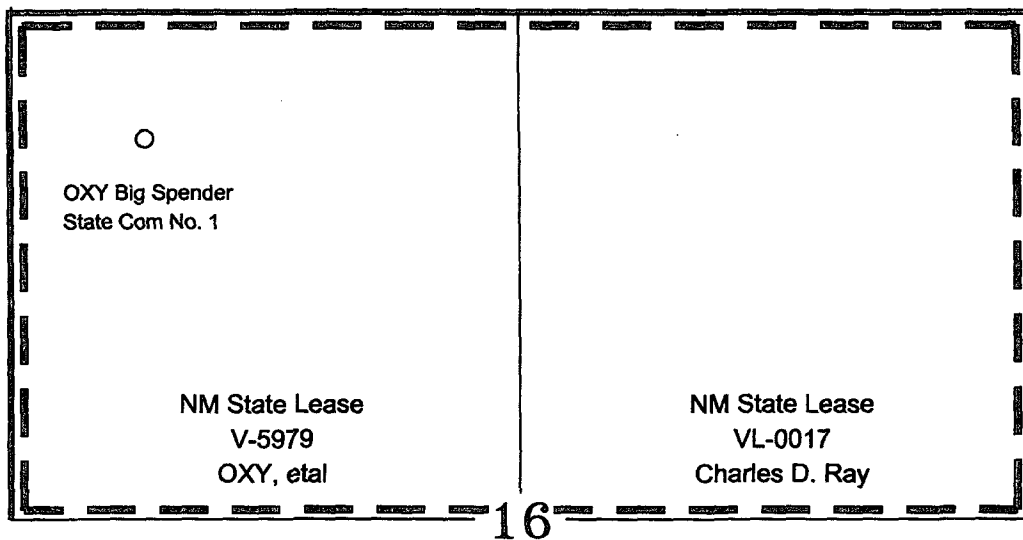 OXY Big Spender
State Com No. 1
NM State Lease
V-5979
OXY, etal
NM State Lease
VL-0017
Charles D. Ray
16